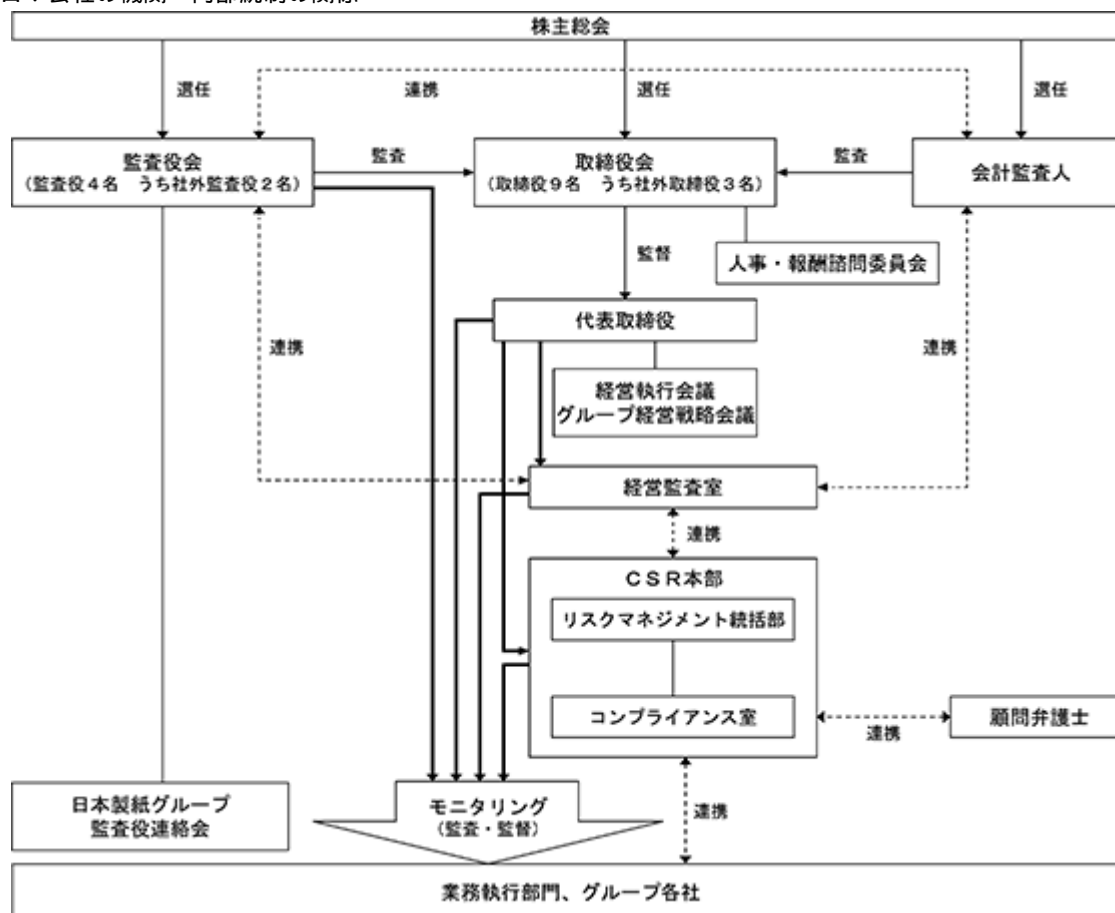 株主総会
選任
連携
選任
選任
監査役会
(監査役4名 うち社外監査役2名)
監査
取締役会
(取締役9名 うち社外取締役3名)
監査
会計監査人
監督
人事・報酬諮問委員会
代表取締役
連携
連携
経営執行会議
グループ経営戦略会議
経営監査室
連携
CSR本部
リスクマネジメント統括部
コンプライアンス室
連携
顧問弁護士
日本製紙グループ
監査役連絡会
モニタリング
(監査・監督)
連携
業務執行部門、グループ各社